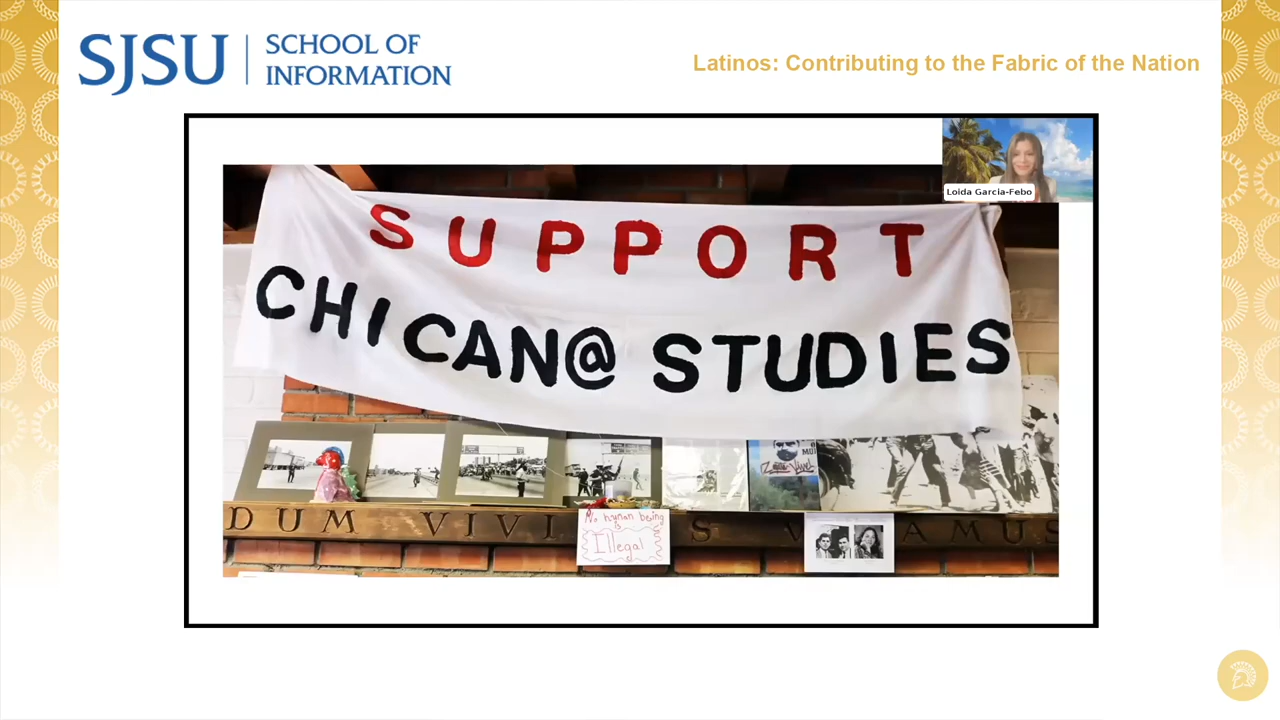 SJSU
SCHOOL OF
INFORMATION
Latinos: Contributing to the Fabric of the Nation
Loida Garcia-Febo
SUPPORT
CHICAN@ STUDIES
DUM VIVI S V AMUS
No human being
is
Illegal